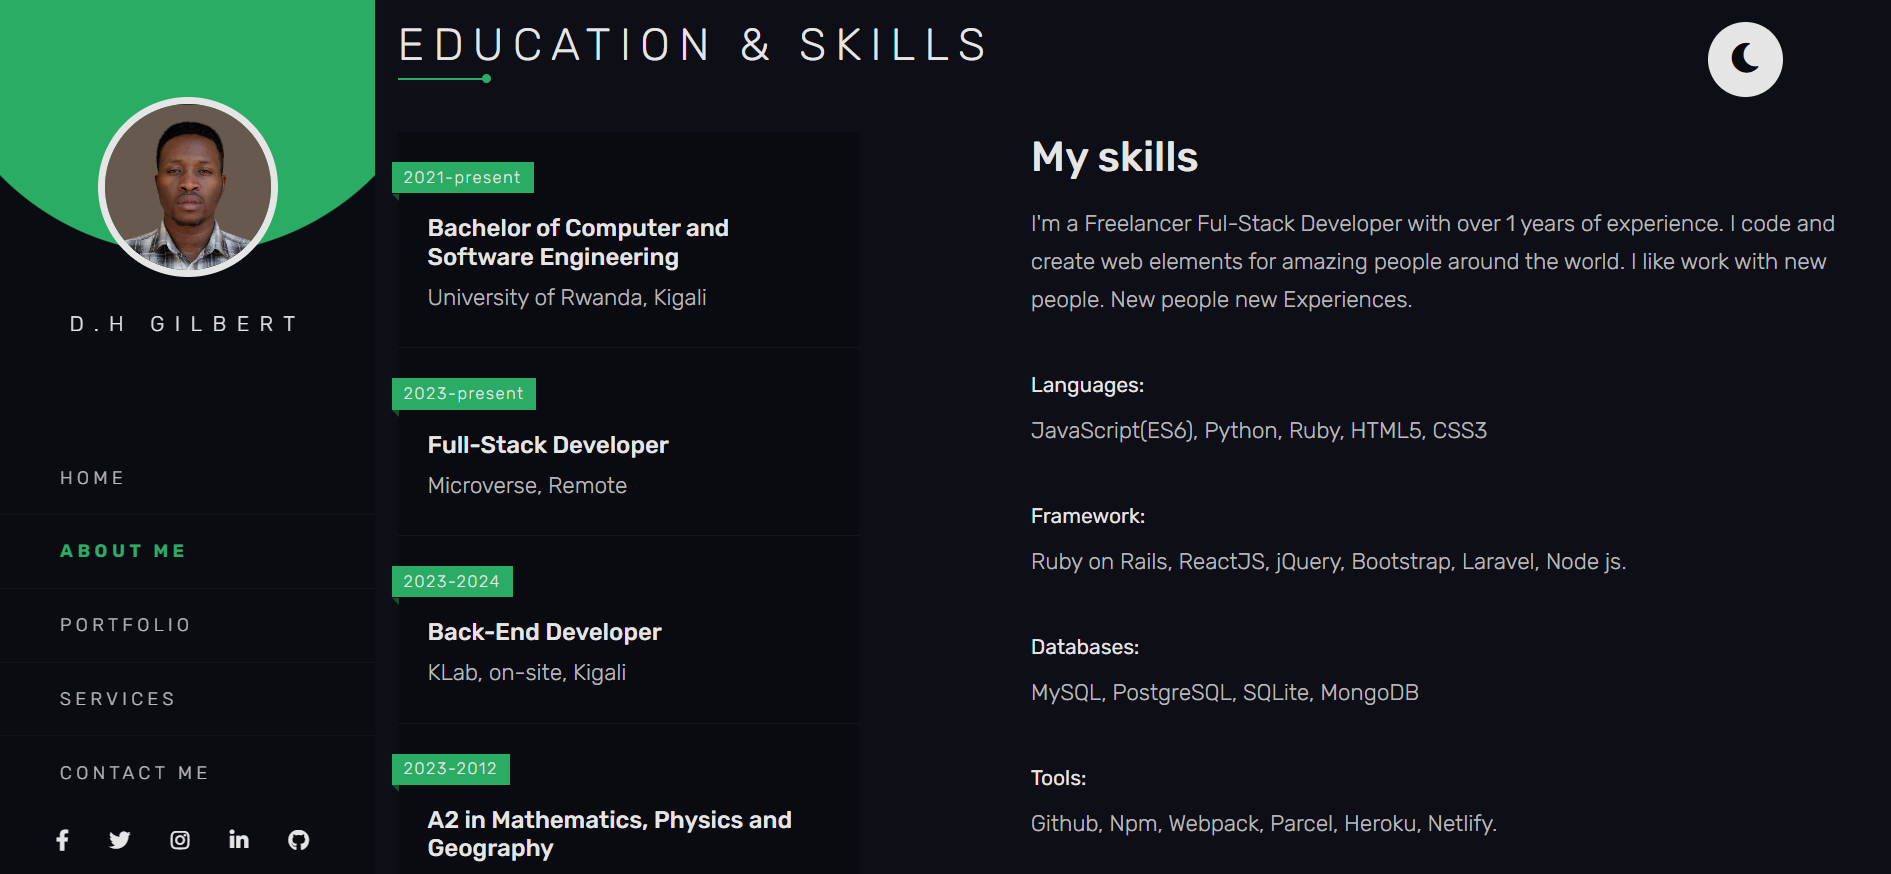 D.H GILBERT
HOME
ABOUT ME
PORTFOLIO
SERVICES
CONTACT ME
EDUCATION & SKILLS
2021-present
Bachelor of Computer and
Software Engineering
University of Rwanda, Kigali
2023-present
Full-Stack Developer
Microverse, Remote
2023-2024
Back-End Developer
KLab, on-site, Kigali
2023-2012
A2 in Mathematics, Physics and
Geography
My skills
I'm a Freelancer Ful-Stack Developer with over 1 years of experience. I code and
create web elements for amazing people around the world. I like work with new
people. New people new Experiences.
Languages:
JavaScript(ES6), Python, Ruby, HTML5, CSS3
Framework:
Ruby on Rails, ReactJS, jQuery, Bootstrap, Laravel, Node js.
Databases:
MySQL, PostgreSQL, SQLite, MongoDB
Tools:
Github, Npm, Webpack, Parcel, Heroku, Netlify.